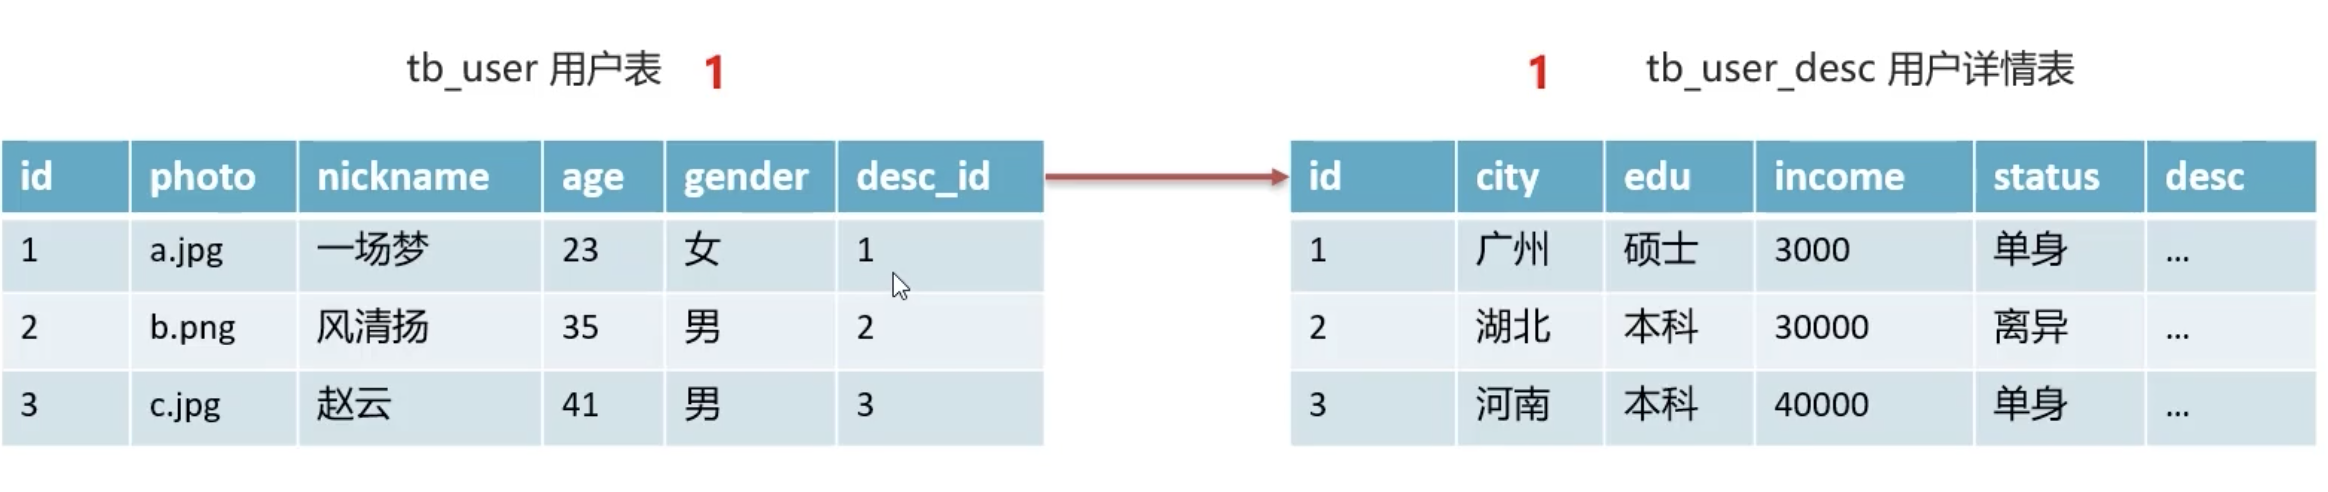 tb_user 用户表 1 1 tb_user_desc 用户详情表
id photo nickname age gender desc_id id city edu income status desc
1 a.jpg 一场梦 23 女 1 1 广州 硕士 3000 单身 ...
2 b.png 风清扬 35 男 2 2 湖北 本科 30000 离异 ...
3 c.jpg 赵云 41 男 3 3 河南 本科 40000 单身 ...